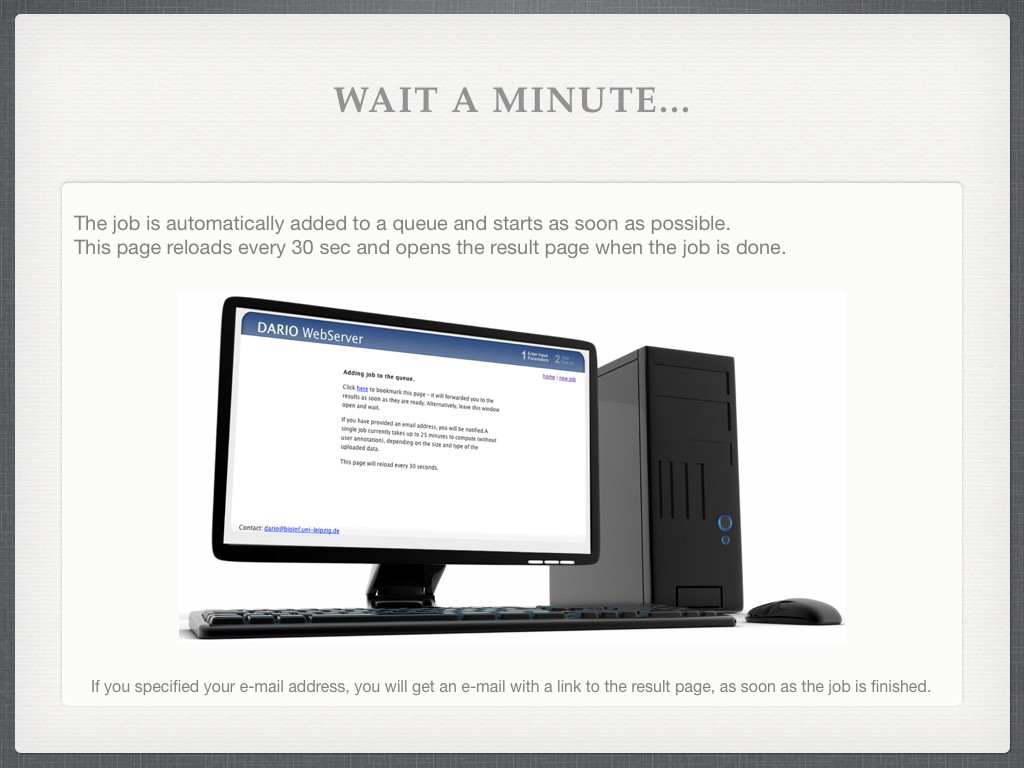 WAIT A MINUTE...
The job is automatically added to a queue and starts as soon as possible.
This page reloads every 30 sec and opens the result page when the job is done.
DARIO WebServer
1 Enter Input
Parameters
2
home | new job
Adding job to the queue.
Click here to bookmark this page - it will forwarded you to the
results as soon as they are ready. Alternatively, leave this window
open and wait.
If you have provided an email address, you will be notified.A
single job currently takes up to 25 minutes to compute (without
user annotation), depending on the size and type of the
uploaded data.
This page will reload every 30 seconds.
Contact: dario@bioinf.uni-leipzig.de
If you specified your e-mail address, you will get an e-mail with a link to the result page, as soon as the job is finished.